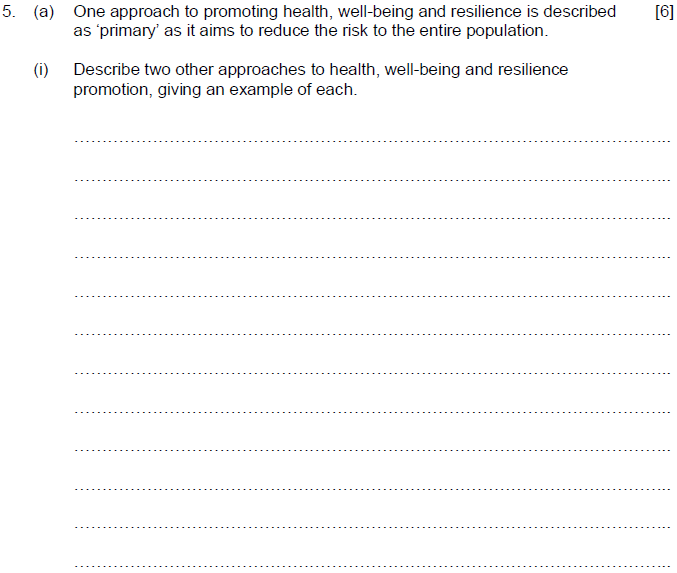 5. (a) One approach to promoting health, well-being and resilience is described [6]
as ‘primary’ as it aims to reduce the risk to the entire population.
(i) Describe two other approaches to health, well-being and resilience
promotion, giving an example of each.